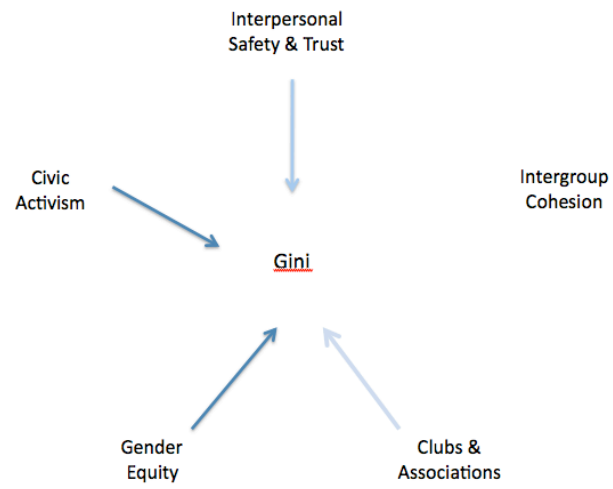 Interpersonal
Safety & Trust
Civic
Activism
Intergroup
Cohesion
Gini
Gender
Equity
Clubs &
Associations